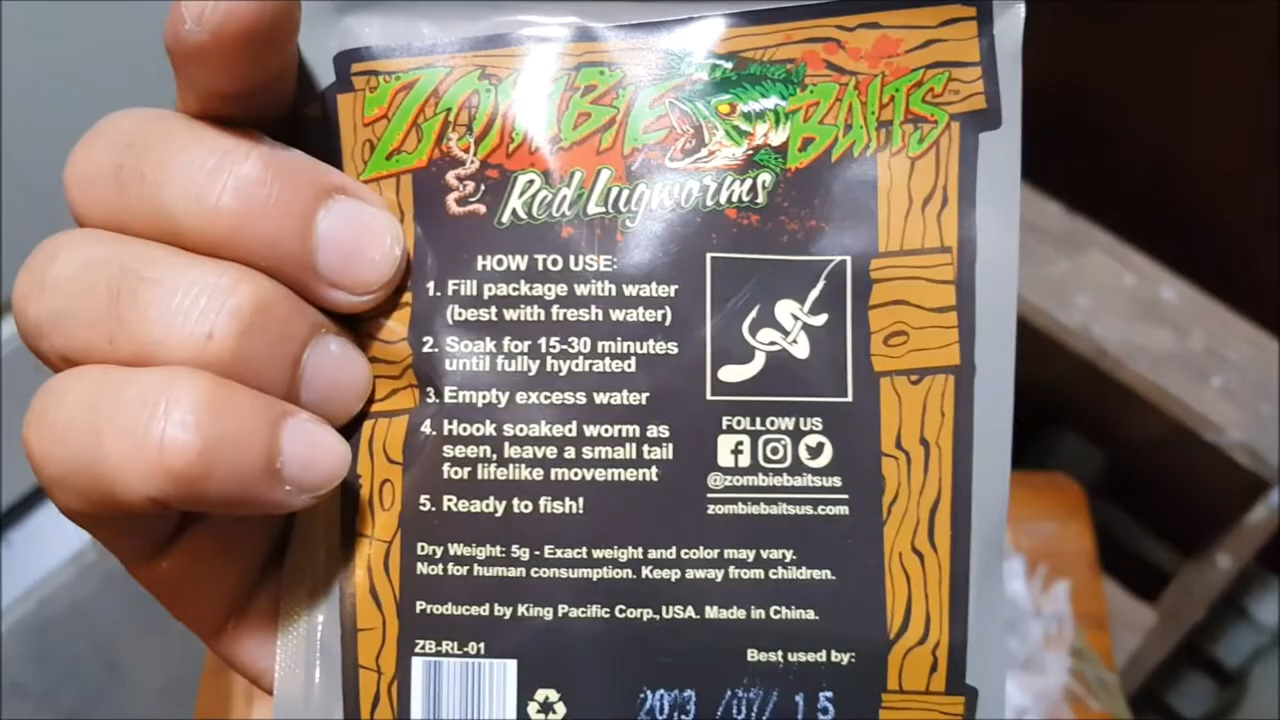 ZOMBIE BAITS™
Red Lugworms
HOW TO USE:
1. Fill package with water
(best with fresh water)
2. Soak for 15-30 minutes
until fully hydrated
3. Empty excess water
4. Hook soaked worm as
seen, leave a small tail
for lifelike movement
5. Ready to fish!
FOLLOW US
@zombiebaitsus
zombiebaitsus.com
Dry Weight: 5g - Exact weight and color may vary.
Not for human consumption. Keep away from children.
Produced by King Pacific Corp., USA. Made in China.
ZB-RL-01
Best used by: